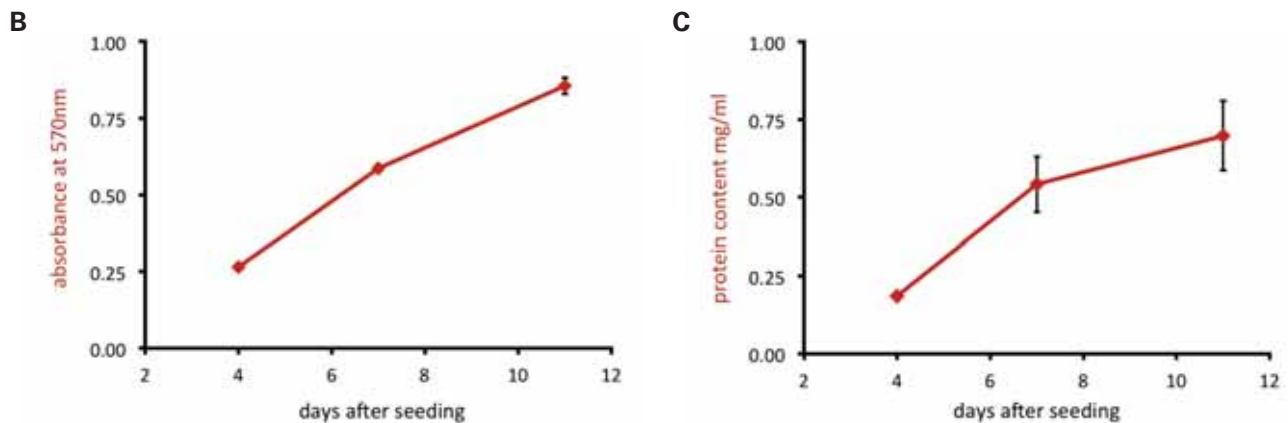 B
1.00
0.75
0.50
0.25
0.00
absorbance at 570nm
2 4 6 8 10 12
days after seeding
C
1.00
0.75
0.50
0.25
0.00
protein content mg/ml
2 4 6 8 10 12
days after seeding